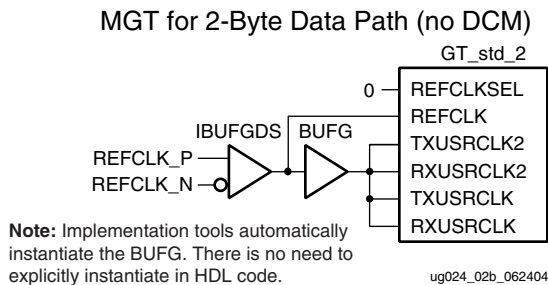 MGT for 2-Byte Data Path (no DCM)
GT_std_2
0
REFCLKSEL
REFCLK
IBUFGDS
BUFG
TXUSRCLK2
REFCLK_P
RXUSRCLK2
REFCLK_N
TXUSRCLK
RXUSRCLK
Note: Implementation tools automatically
instantiate the BUFG. There is no need to
explicitly instantiate in HDL code.
ug024_02b_062404